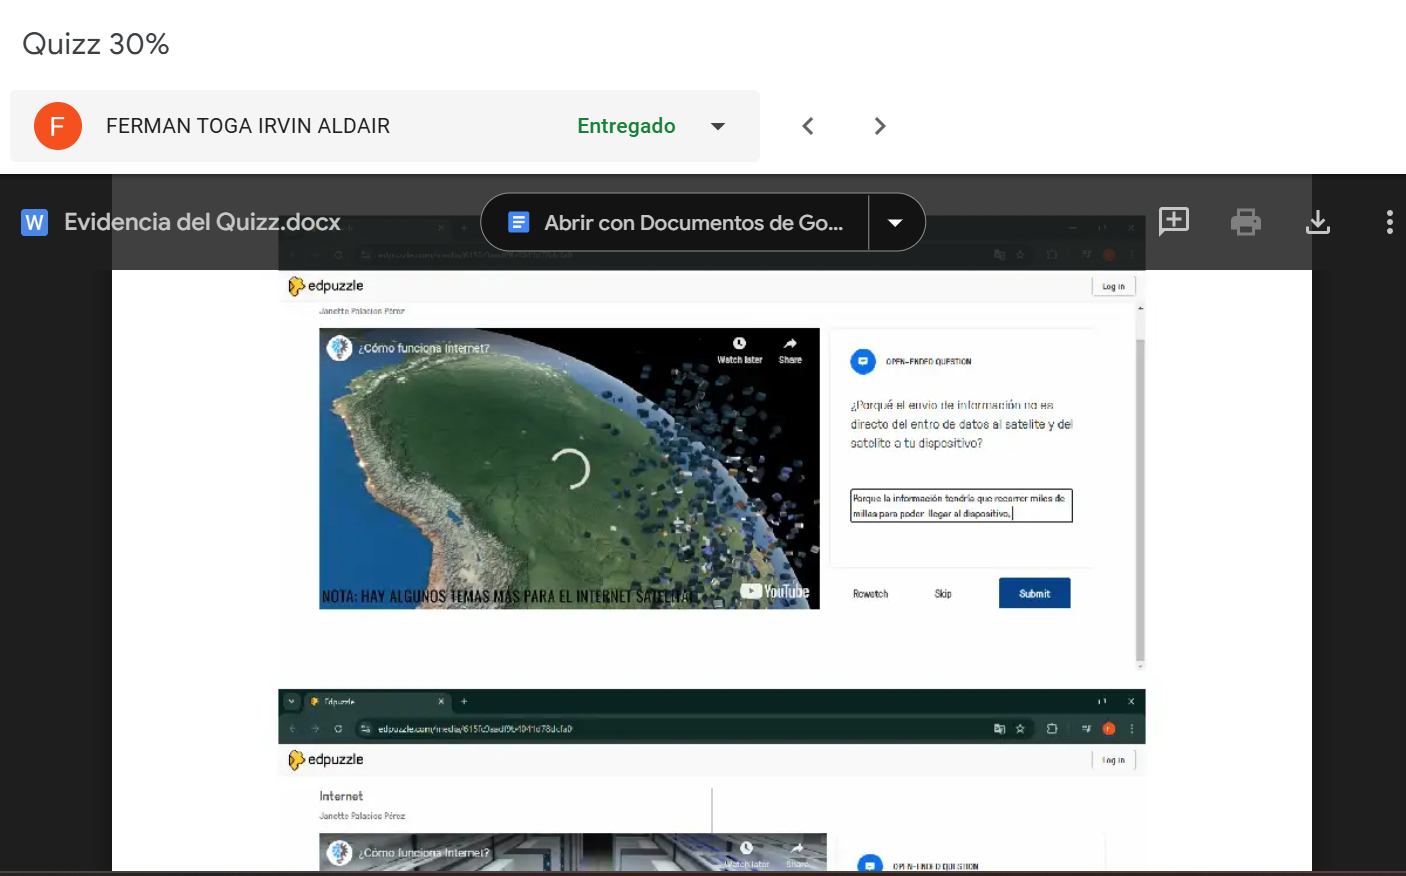 Quizz 30%
F
FERMAN TOGA IRVIN ALDAIR
Entregado
W
Evidencia del Quizz.docx
Abrir con Documentos de Go...
edpuzzle
Log in
Janette Palacios Pérez
¿Cómo funciona Internet?
Watch later
Share
NOTA: HAY ALGUNOS TEMAS MÁS PARA EL INTERNET SATELITAL
YouTube
OPEN-ENDED QUESTION
¿Porqué el envio de información no es
directo del entro de datos al satelite y del
satelite a tu dispositivo?
Porque la información tendría que recorrer miles de
millas para poder llegar al dispositivo.
Rewatch
Skip
Submit
Edpuzzle
edpuzzle
Log in
Internet
Janette Palacios Pérez
¿Cómo funciona Internet?
Watch later
Share
OPEN-ENDED QUESTION